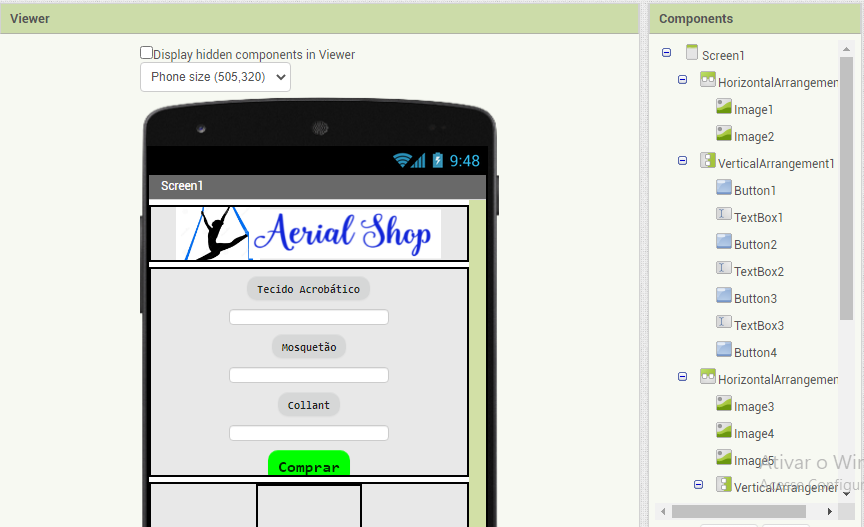 Viewer
Display hidden components in Viewer
Phone size (505,320)
9:48
Screen1
Aerial Shop
Tecido Acrobático
Mosquetão
Collant
Comprar
Components
Screen1
HorizontalArrangemen
Image1
Image2
VerticalArrangement1
Button1
TextBox1
Button2
TextBox2
Button3
TextBox3
Button4
HorizontalArrangemen
Image3
Image4
Image5
VerticalArrangemen
Ativar o Win
Acesse Configur